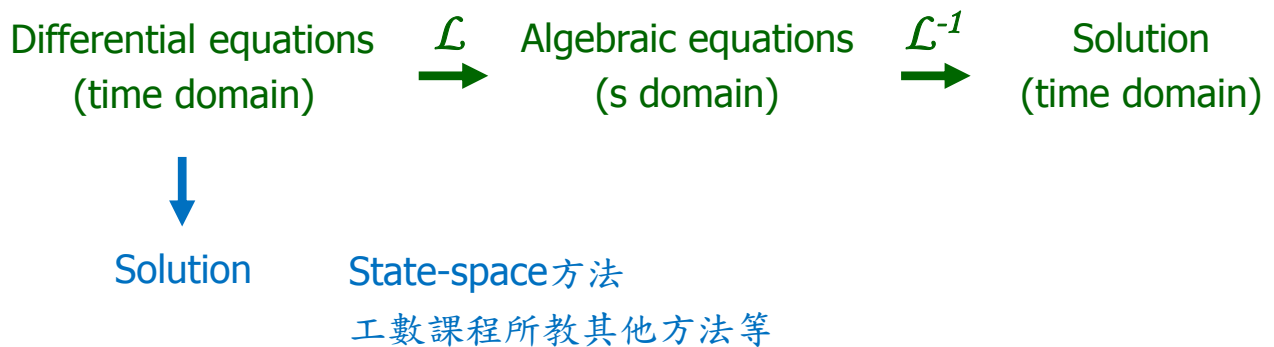 Differential equations ℒ Algebraic equations ℒ⁻¹ Solution
(time domain) (s domain) (time domain)
Solution State-space方法
工數課程所教其他方法等